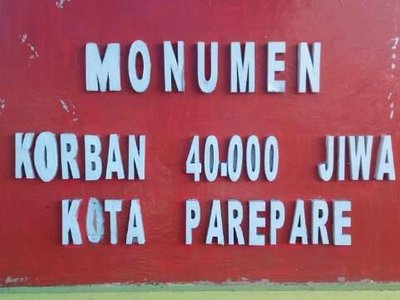 MONUMEN
KORBAN 40.000 JIWA
KOTA PAREPARE